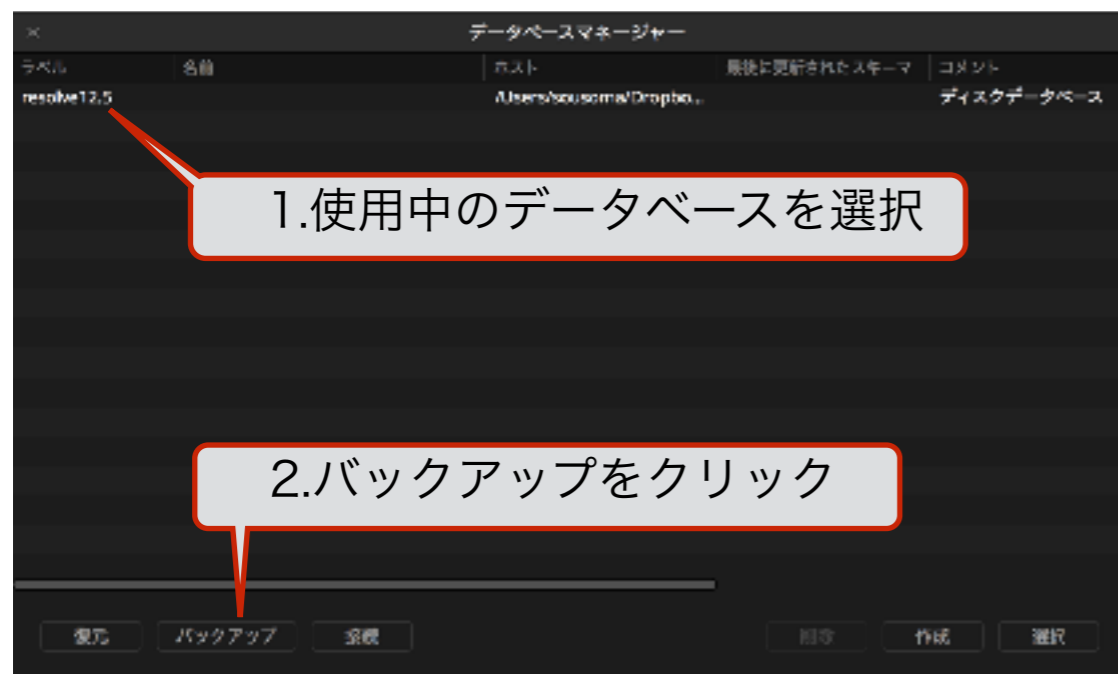 データベースマネージャー
ラベル 名前 ホスト 最後に更新されたスキーマ コメント
resolve12.5 /Users/sousoma/Dropbo... ディスクデータベース
1.使用中のデータベースを選択
2.バックアップをクリック
復元 バックアップ 接続 削除 作成 選択